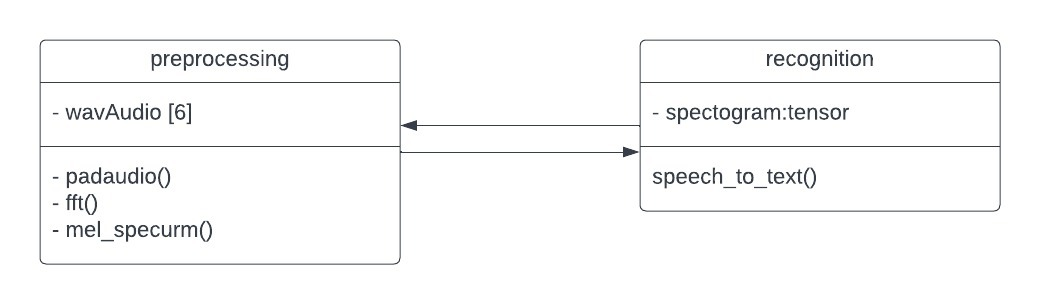 preprocessing
- wavAudio [6]
- padaudio()
- fft()
- mel_specurm()
recognition
- spectogram:tensor
speech_to_text()